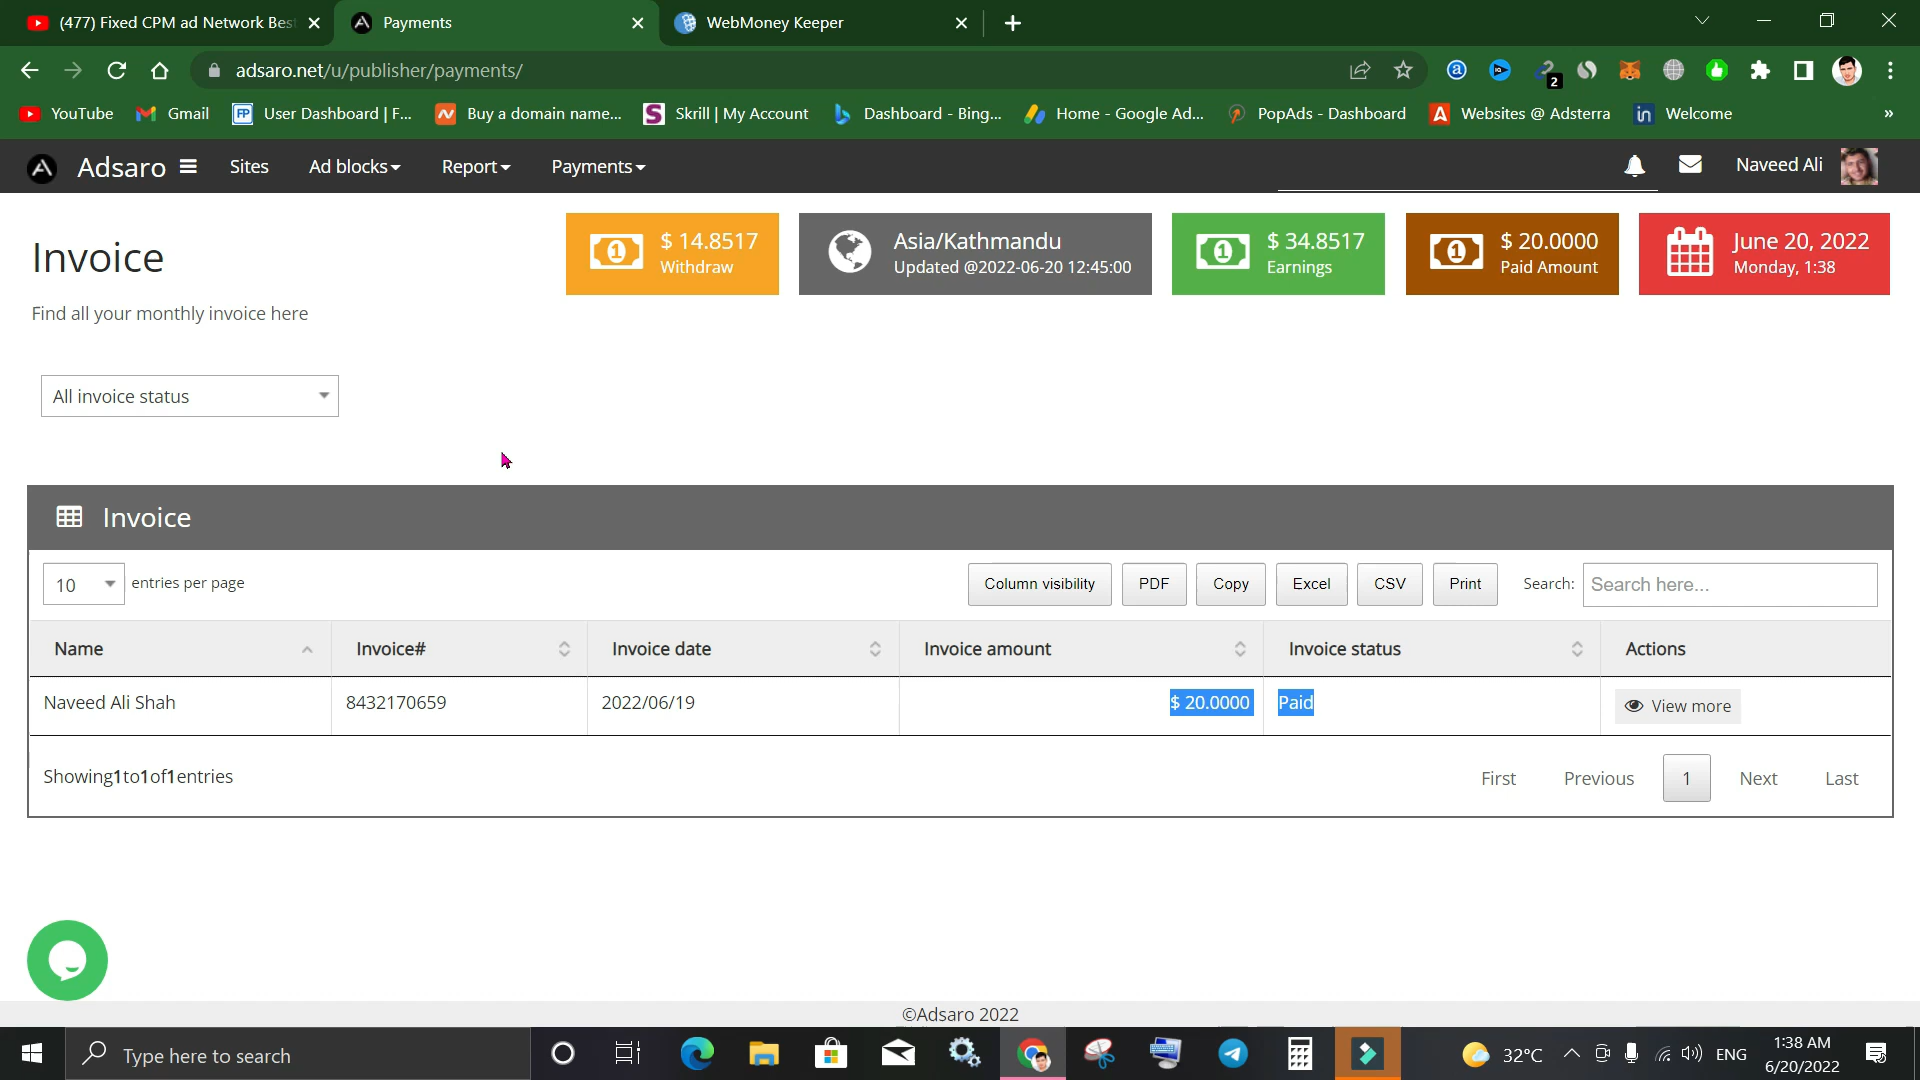 (477) Fixed CPM ad Network Bes
Payments
WebMoney Keeper
adsaro.net/u/publisher/payments/
2
YouTube
Gmail
User Dashboard | F...
Buy a domain name...
Skrill | My Account
Dashboard - Bing...
Home - Google Ad...
PopAds - Dashboard
Websites @ Adsterra
Welcome
»
Adsaro
Sites
Ad blocks
Report
Payments
Naveed Ali
Invoice
Find all your monthly invoice here
$ 14.8517
Withdraw
Asia/Kathmandu
Updated @2022-06-20 12:45:00
$ 34.8517
Earnings
$ 20.0000
Paid Amount
June 20, 2022
Monday, 1:38
All invoice status
Invoice
10 entries per page
Column visibility
PDF
Copy
Excel
CSV
Print
Search: Search here...
Name Invoice# Invoice date Invoice amount Invoice status Actions
Naveed Ali Shah 8432170659 2022/06/19 $ 20.0000 Paid View more
Showing1to1of1entries
First Previous 1 Next Last
©Adsaro 2022
Type here to search
32°C
ENG
1:38 AM
6/20/2022